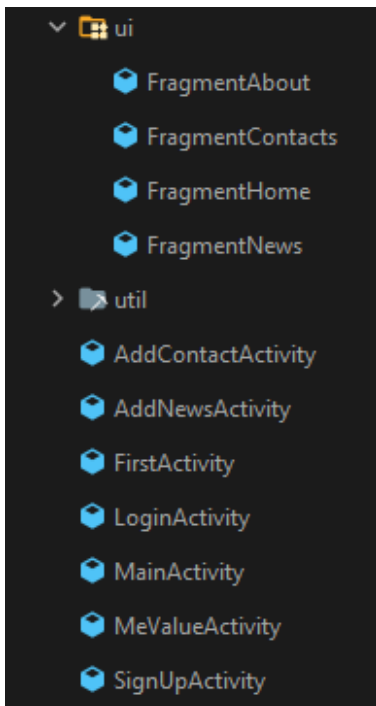 ui
FragmentAbout
FragmentContacts
FragmentHome
FragmentNews
util
AddContactActivity
AddNewsActivity
FirstActivity
LoginActivity
MainActivity
MeValueActivity
SignUpActivity